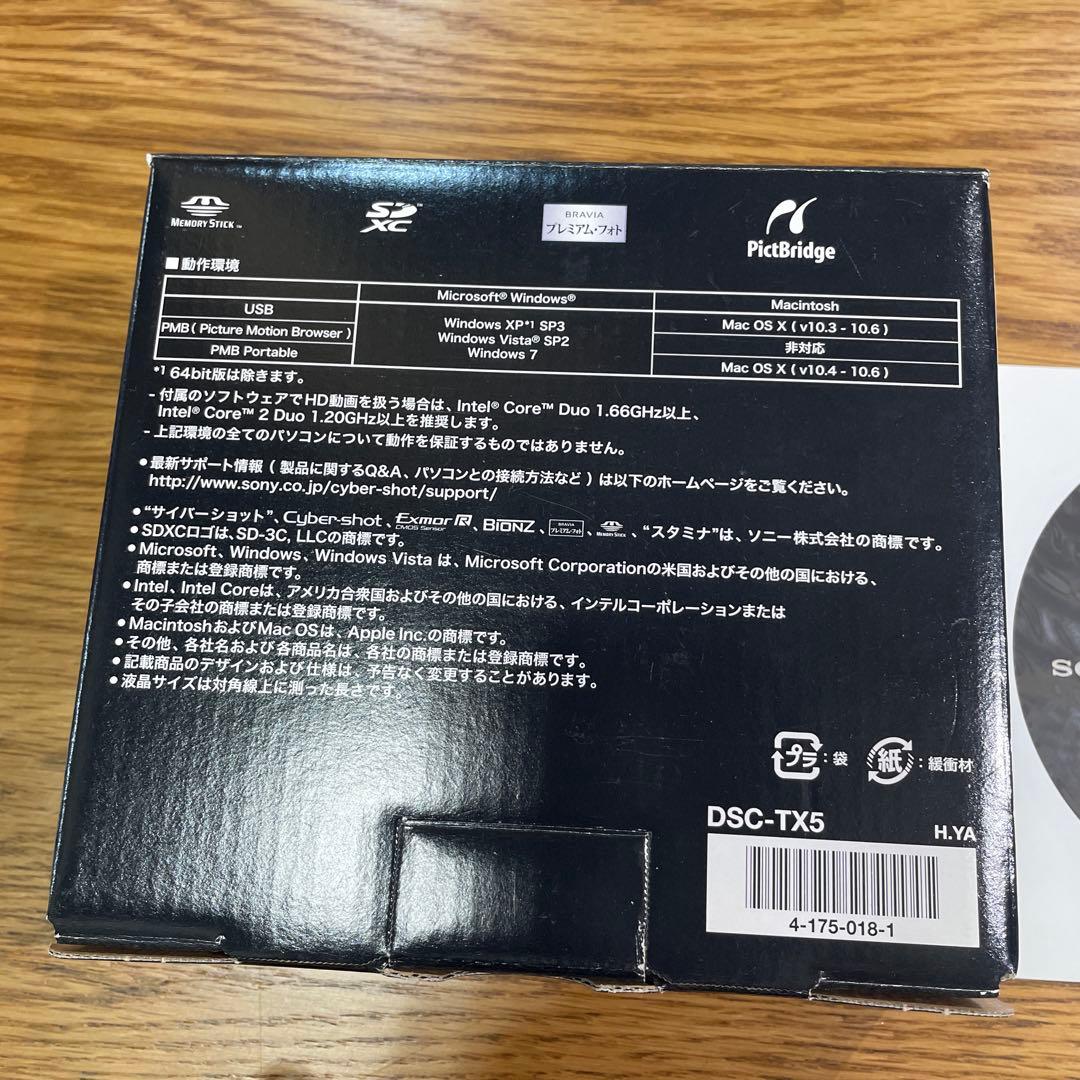 MEMORY STICK™
SD XC™
BRAVIA
プレミアム・フォト
PictBridge
■動作環境
Microsoft® Windows®
Macintosh
USB
Windows XP*1 SP3
Windows Vista® SP2
Windows 7
Mac OS X ( v10.3 - 10.6 )
PMB ( Picture Motion Browser )
非対応
PMB Portable
Mac OS X ( v10.4 - 10.6 )
*1 64bit版は除きます。
- 付属のソフトウェアでHD動画を扱う場合は、Intel® Core™ Duo 1.66GHz以上、
Intel® Core™ 2 Duo 1.20GHz以上を推奨します。
- 上記環境の全てのパソコンについて動作を保証するものではありません。
●最新サポート情報（製品に関するQ&A、パソコンとの接続方法など）は以下のホームページをご覧ください。
http://www.sony.co.jp/cyber-shot/support/
●“サイバーショット”、Cyber-shot、Exmor R CMOS Sensor、BIONZ、BRAVIA プレミアム・フォト、MEMORY STICK、“スタミナ”は、ソニー株式会社の商標です。
●SDXCロゴは、SD-3C, LLCの商標です。
●Microsoft、Windows、Windows Vista は、Microsoft Corporationの米国およびその他の国における、
商標または登録商標です。
●Intel、Intel Coreは、アメリカ合衆国およびその他の国における、インテルコーポレーションまたは
その子会社の商標または登録商標です。
●MacintoshおよびMac OSは、Apple Inc.の商標です。
●その他、各社名および各商品名は、各社の商標または登録商標です。
●記載商品のデザインおよび仕様は、予告なく変更することがあります。
●液晶サイズは対角線上に測った長さです。
プラ：袋
紙：緩衝材
DSC-TX5
H.YA
4-175-018-1